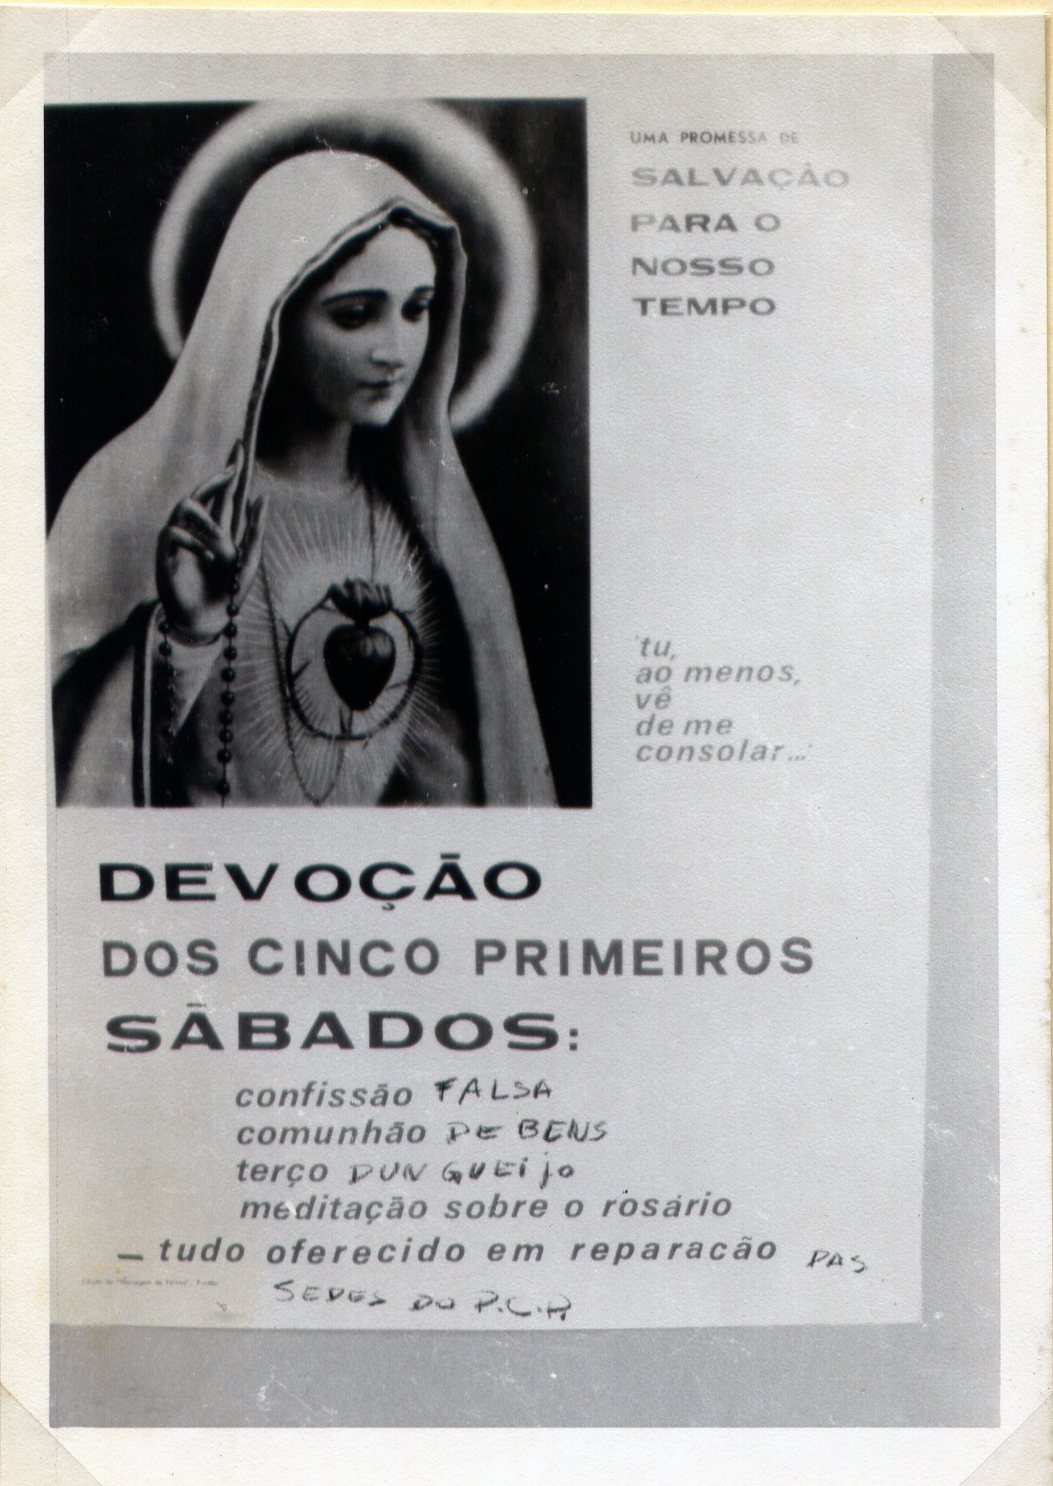 UMA PROMESSA DE
SALVAÇÃO
PARA O
NOSSO
TEMPO
'tu,
ao menos,
vê
de me
consolar...'
DEVOÇÃO
DOS CINCO PRIMEIROS
SÁBADOS:
confissão FALSA
comunhão DE BENS
terço DUN QUEijo
meditação sobre o rosário
— tudo oferecido em reparacão DAS
SEDES DO P.C.P.